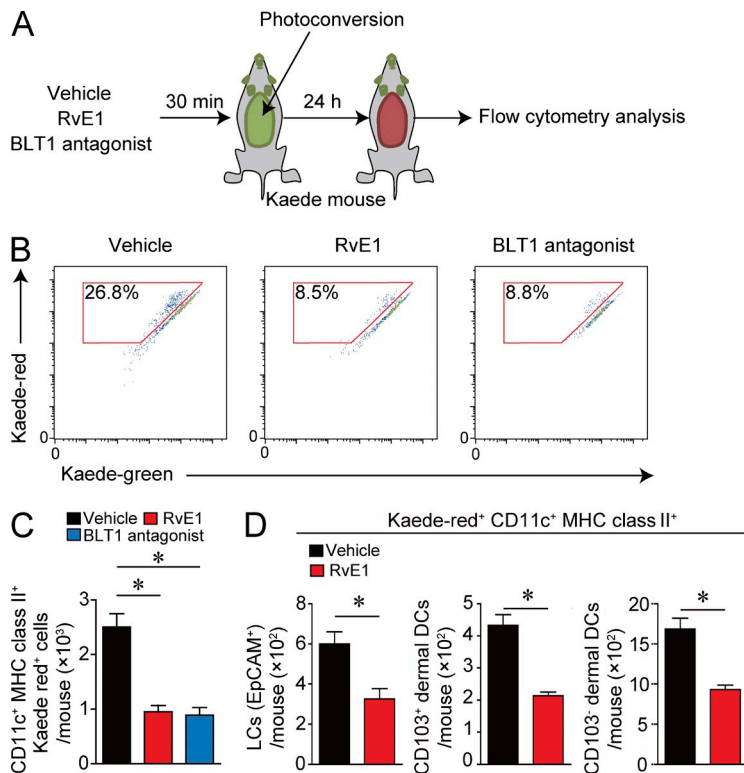 A
Photoconversion
Vehicle
RvE1
BLT1 antagonist
30 min
24 h
Flow cytometry analysis
Kaede mouse
B
Vehicle
RvE1
BLT1 antagonist
26.8%
8.5%
8.8%
Kaede-red
0
0
0
0
0
0
Kaede-green
C
Vehicle
RvE1
BLT1 antagonist
CD11c⁺ MHC class II⁺
Kaede red⁺ cells
/mouse (×10³)
3
2
1
0
*
*
D
Kaede-red⁺ CD11c⁺ MHC class II⁺
Vehicle
RvE1
LCs (EpCAM⁺)
/mouse (×10²)
8
6
4
2
0
*
CD103⁺ dermal DCs
/mouse (×10²)
5
4
3
2
1
0
*
CD103⁻ dermal DCs
/mouse (×10²)
20
15
10
5
0
*